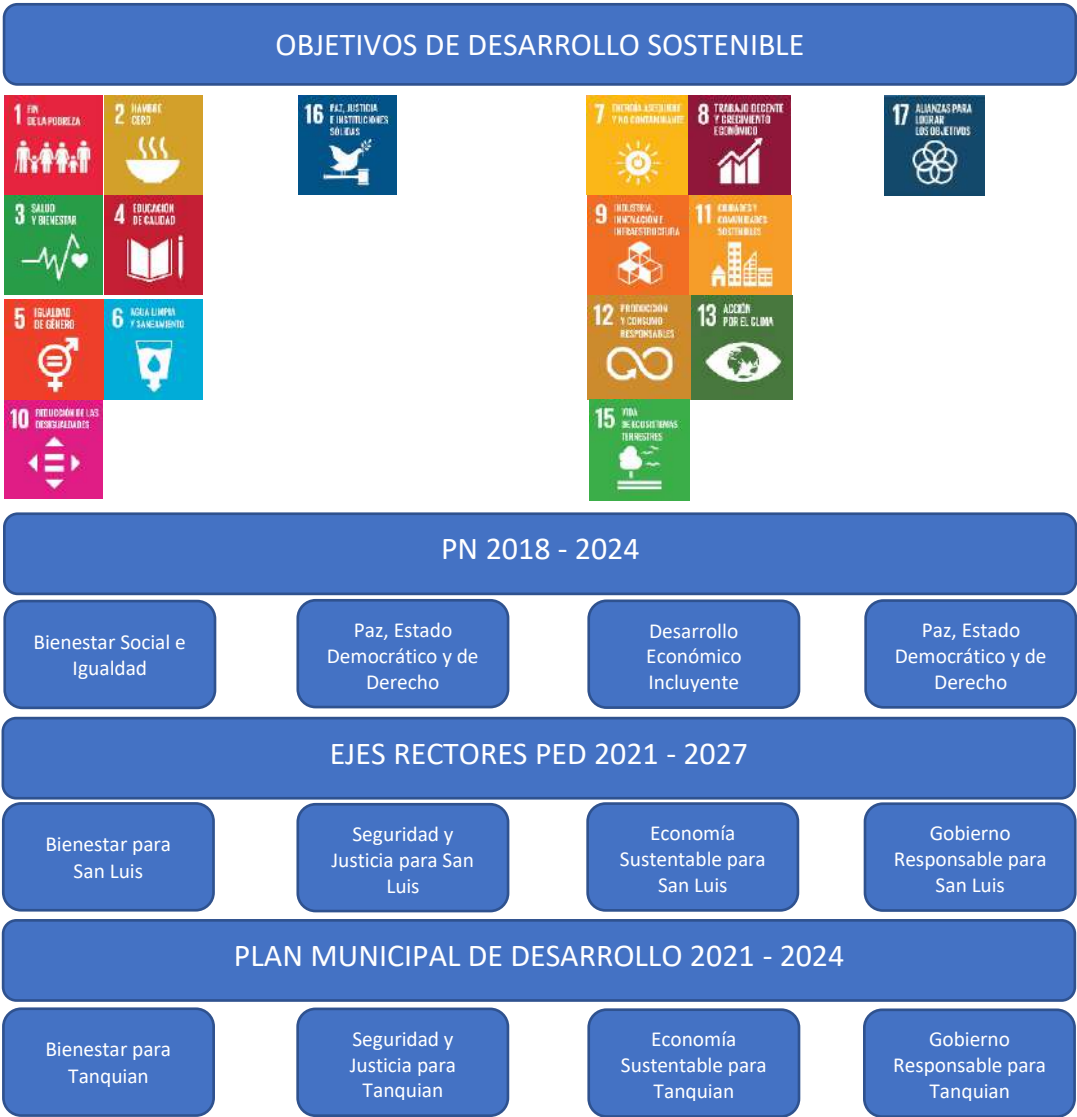 OBJETIVOS DE DESARROLLO SOSTENIBLE
1 FIN
DE LA POBREZA
2 HAMBRE
CERO
16 PAZ, JUSTICIA
E INSTITUCIONES
SÓLIDAS
7 ENERGÍA ASEQUIBLE
Y NO CONTAMINANTE
8 TRABAJO DECENTE
Y CRECIMIENTO
ECONÓMICO
17 ALIANZAS PARA
LOGRAR
LOS OBJETIVOS
3 SALUD
Y BIENESTAR
4 EDUCACIÓN
DE CALIDAD
9 INDUSTRIA,
INNOVACIÓN E
INFRAESTRUCTURA
11 CIUDADES Y
COMUNIDADES
SOSTENIBLES
5 IGUALDAD
DE GÉNERO
6 AGUA LIMPIA
Y SANEAMIENTO
12 PRODUCCIÓN
Y CONSUMO
RESPONSABLES
13 ACCIÓN
POR EL CLIMA
10 REDUCCIÓN DE LAS
DESIGUALDADES
15 VIDA
DE ECOSISTEMAS
TERRESTRES
PN 2018 - 2024
Bienestar Social e
Igualdad
Paz, Estado
Democrático y de
Derecho
Desarrollo
Económico
Incluyente
Paz, Estado
Democrático y de
Derecho
EJES RECTORES PED 2021 - 2027
Bienestar para
San Luis
Seguridad y
Justicia para San
Luis
Economía
Sustentable para
San Luis
Gobierno
Responsable para
San Luis
PLAN MUNICIPAL DE DESARROLLO 2021 - 2024
Bienestar para
Tanquian
Seguridad y
Justicia para
Tanquian
Economía
Sustentable para
Tanquian
Gobierno
Responsable para
Tanquian